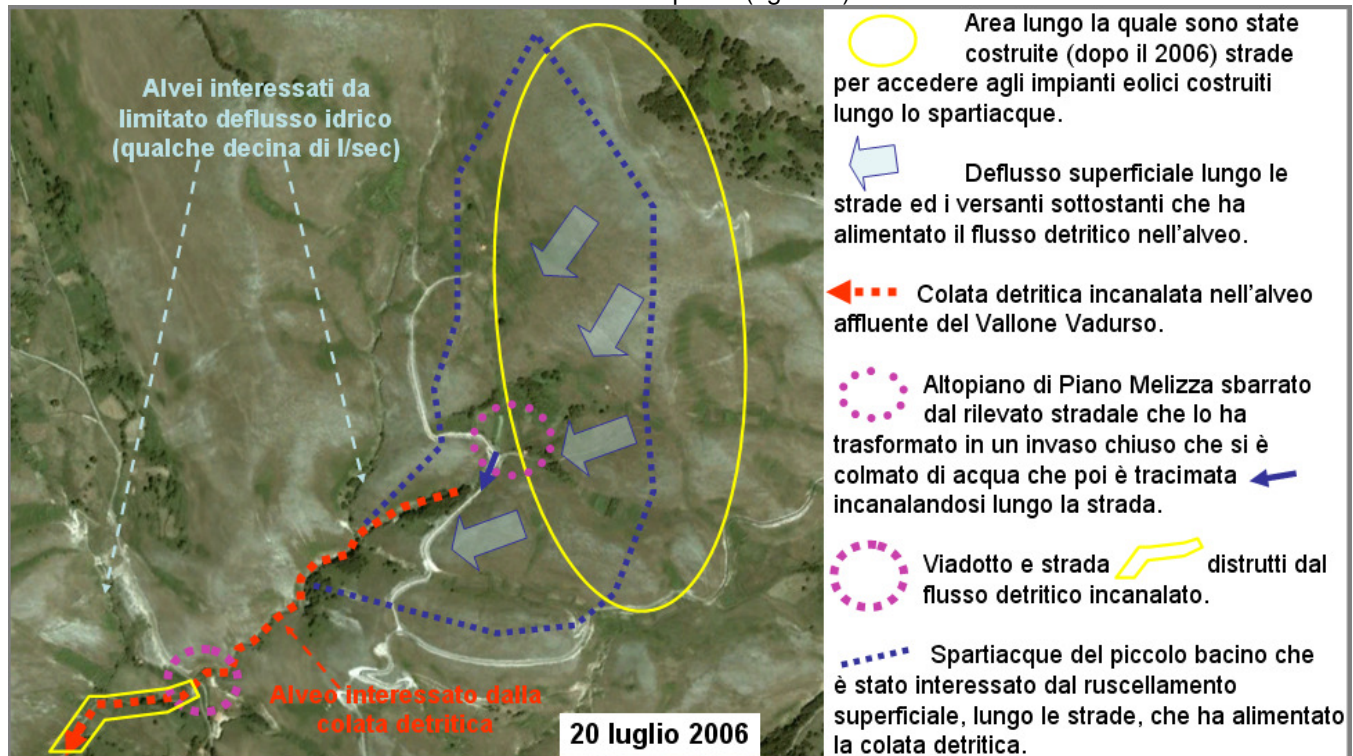 Alvei interessati da
limitato deflusso idrico
(qualche decina di l/sec)
Alveo interessato dalla
colata detritica
20 luglio 2006
Area lungo la quale sono state
costruite (dopo il 2006) strade
per accedere agli impianti eolici costruiti
lungo lo spartiacque.
Deflusso superficiale lungo le
strade ed i versanti sottostanti che ha
alimentato il flusso detritico nell'alveo.
Colata detritica incanalata nell'alveo
affluente del Vallone Vadurso.
Altopiano di Piano Melizza sbarrato
dal rilevato stradale che lo ha
trasformato in un invaso chiuso che si è
colmato di acqua che poi è tracimata
incanalandosi lungo la strada.
Viadotto e strada distrutti dal
flusso detritico incanalato.
Spartiacque del piccolo bacino che
è stato interessato dal ruscellamento
superficiale, lungo le strade, che ha alimentato
la colata detritica.